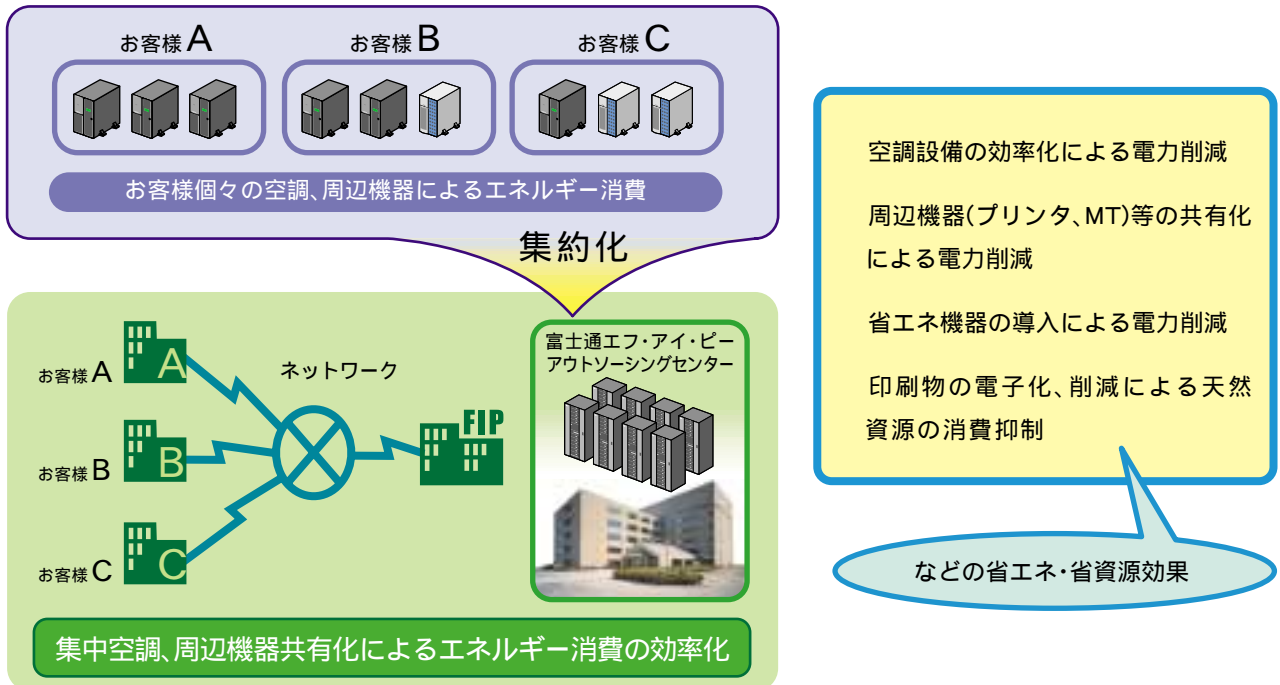 お客様A
お客様B
お客様C
お客様個々の空調、周辺機器によるエネルギー消費
集約化
お客様A
A
お客様B
B
お客様C
C
ネットワーク
FIP
富士通エフ・アイ・ピー
アウトソーシングセンター
集中空調、周辺機器共有化によるエネルギー消費の効率化
空調設備の効率化による電力削減
周辺機器(プリンタ、MT)等の共有化
による電力削減
省エネ機器の導入による電力削減
印刷物の電子化、削減による天然
資源の消費抑制
などの省エネ・省資源効果